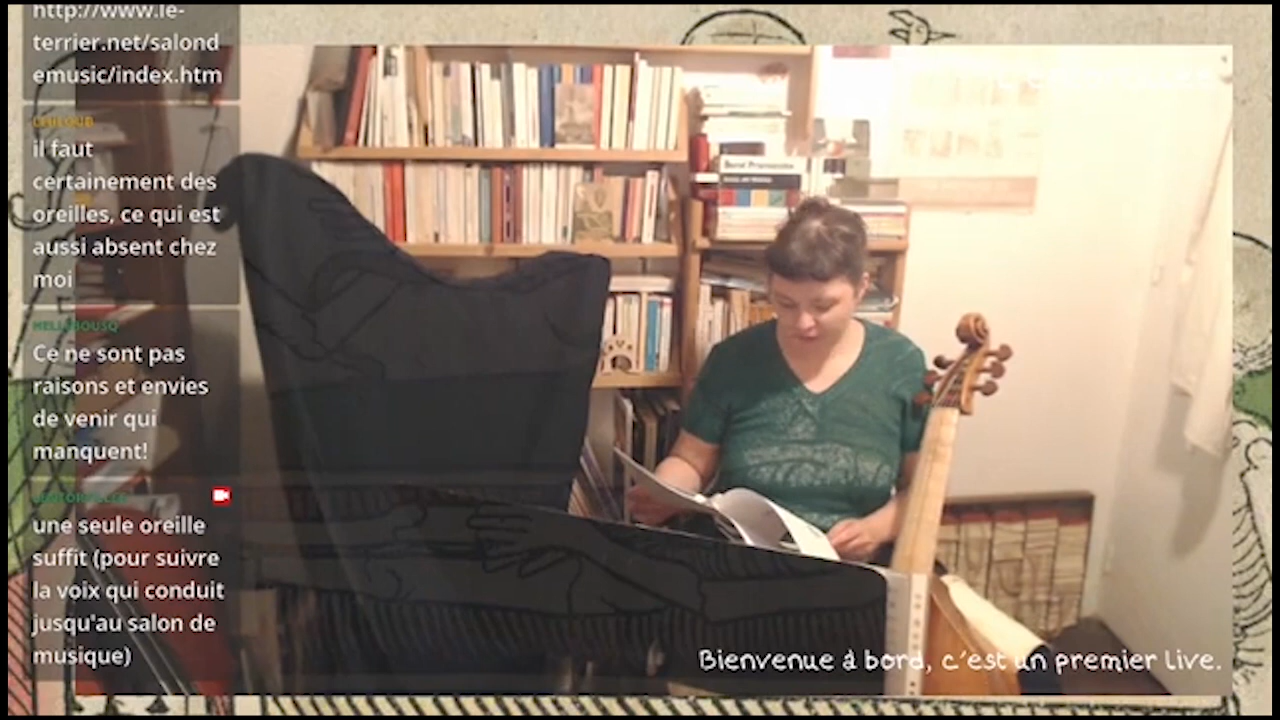 http://www.le-
terrier.net/salond
emusic/index.htm
il faut
certainement des
oreilles, ce qui est
aussi absent chez
moi
Ce ne sont pas
raisons et envies
de venir qui
manquent!
une seule oreille
suffit (pour suivre
la voix qui conduit
jusqu'au salon de
musique)
Bienvenue à bord, c'est un premier live.